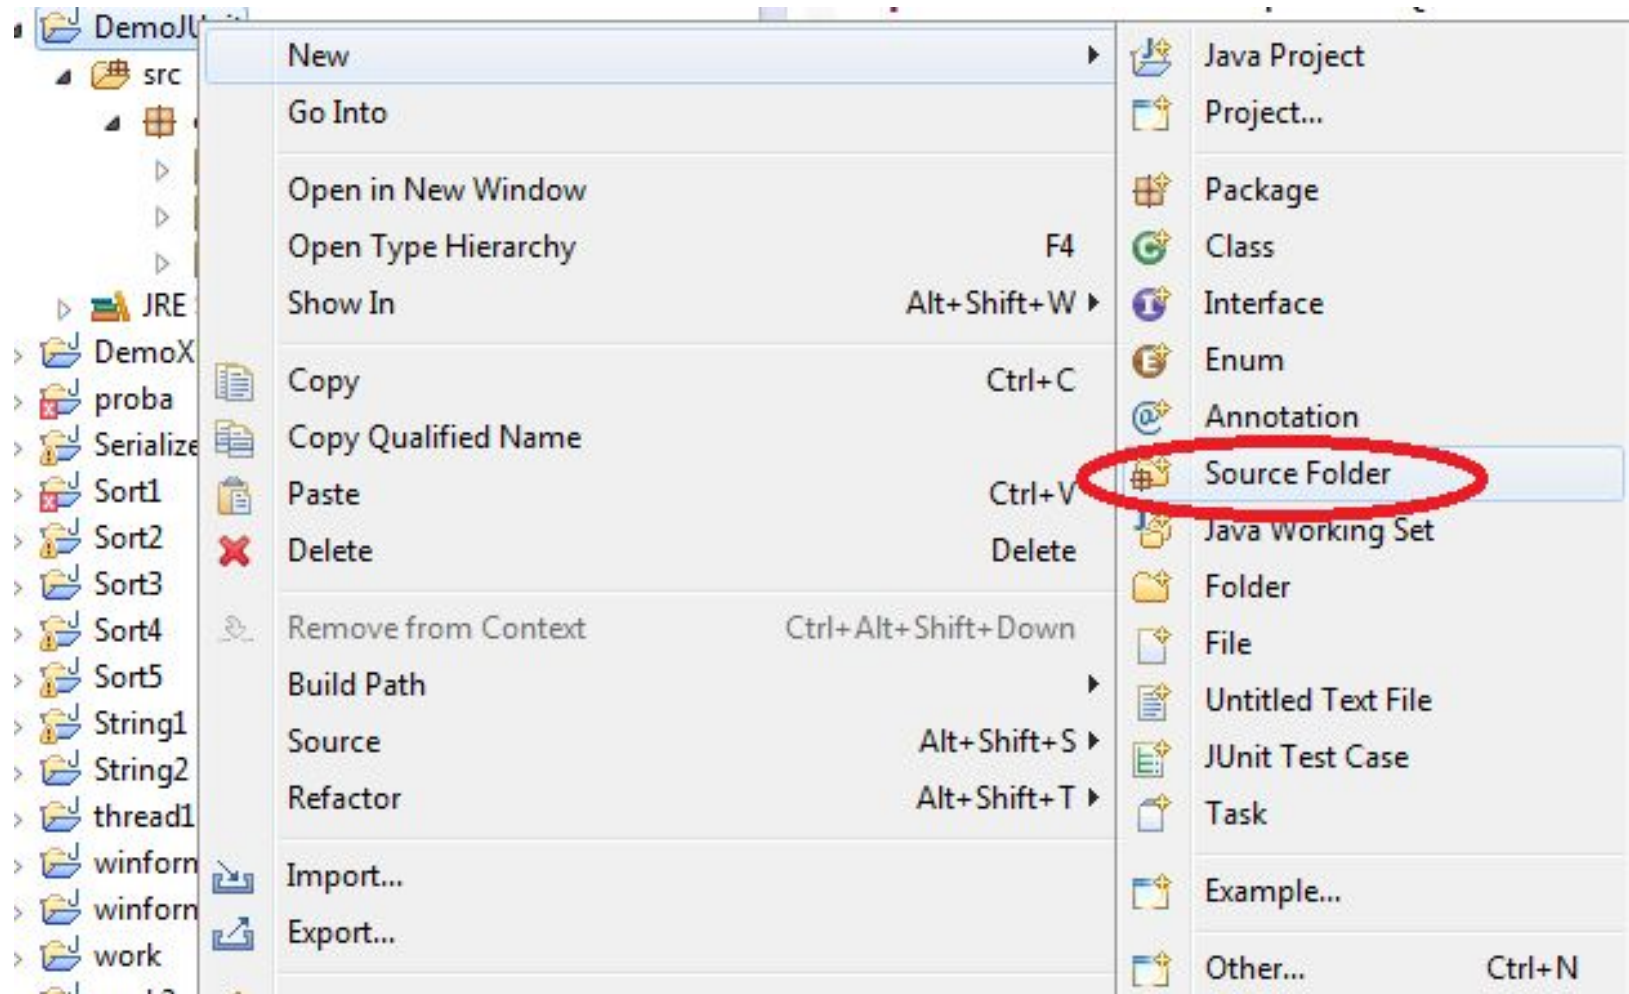 DemoJUnit
src
JRE
DemoX
proba
Serialize
Sort1
Sort2
Sort3
Sort4
Sort5
String1
String2
thread1
winform
winform
work
New
Go Into
Open in New Window
Open Type Hierarchy F4
Show In Alt+Shift+W
Copy Ctrl+C
Copy Qualified Name
Paste Ctrl+V
Delete Delete
Remove from Context Ctrl+Alt+Shift+Down
Build Path
Source Alt+Shift+S
Refactor Alt+Shift+T
Import...
Export...
Java Project
Project...
Package
Class
Interface
Enum
Annotation
Source Folder
Java Working Set
Folder
File
Untitled Text File
JUnit Test Case
Task
Example...
Other... Ctrl+N